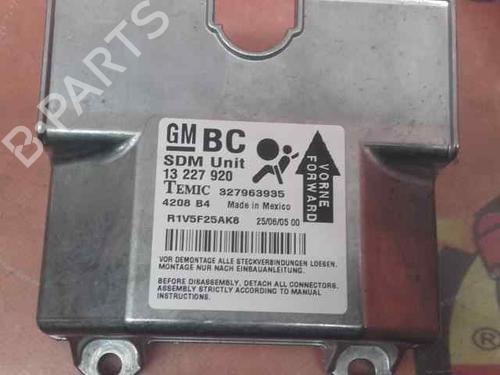 B PARTS
GM BC
SDM Unit
13 227 920
TEMIC 327963935
4208 B4 Made in Mexico
R1V5F25AK8 25/06/05 00
VORNE
FORWARD
VOR DEMONTAGE ALLE STECKVERBINDUNGEN LOESEN.
MONTAGE NUR NACH EINBAUANLEITUNG.
BEFORE DISASSEMBLY, DETACH ALL CONNECTORS.
ASSEMBLY STRICTLY ACCORDING TO MANUAL
INSTRUCTIONS.